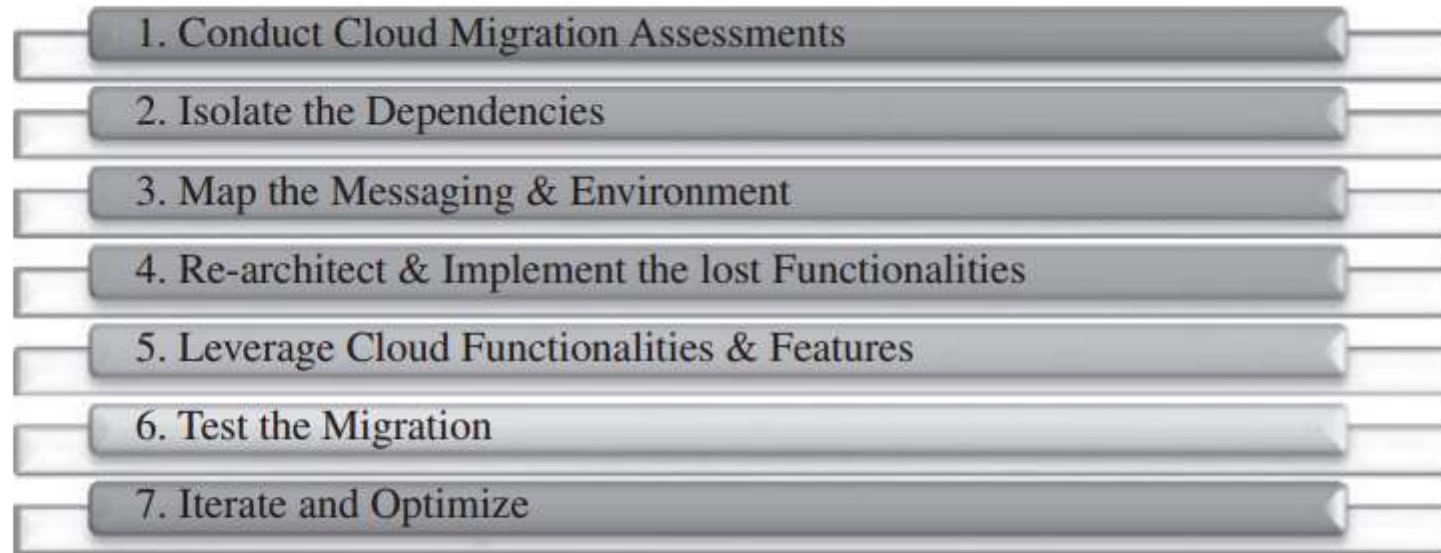 1. Conduct Cloud Migration Assessments
2. Isolate the Dependencies
3. Map the Messaging & Environment
4. Re-architect & Implement the lost Functionalities
5. Leverage Cloud Functionalities & Features
6. Test the Migration
7. Iterate and Optimize